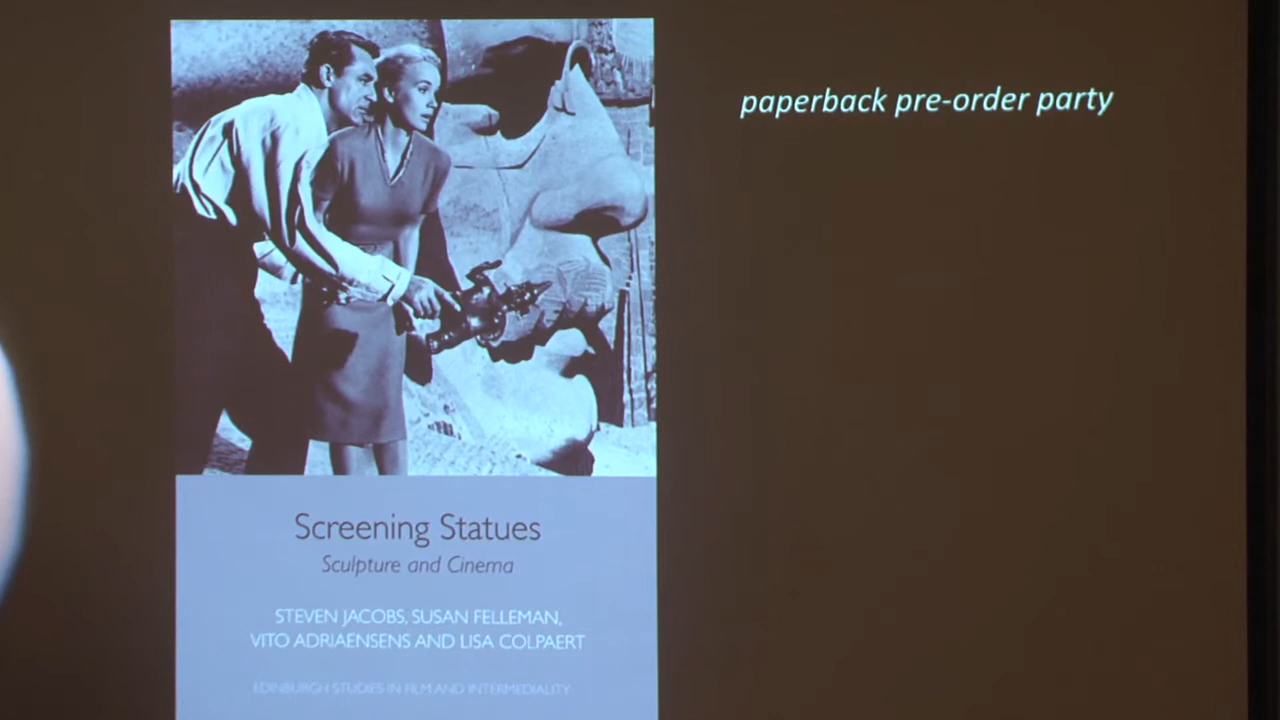 paperback pre-order party
Screening Statues
Sculpture and Cinema
STEVEN JACOBS, SUSAN FELLEMAN,
VITO ADRIAENSENS AND LISA COLPAERT
EDINBURGH STUDIES IN FILM AND INTERMEDIALITY